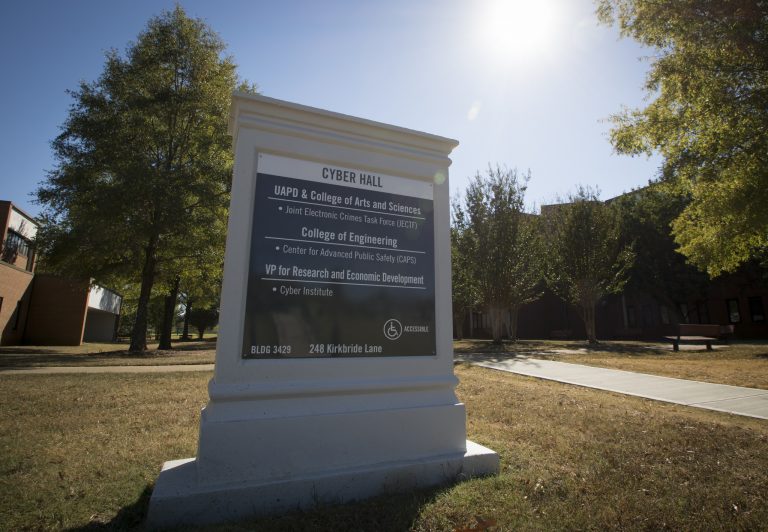 CYBER HALL
UAPD & College of Arts and Sciences
• Joint Electronic Crimes Task Force (JECTF)
College of Engineering
• Center for Advanced Public Safety (CAPS)
VP for Research and Economic Development
• Cyber Institute
ACCESSIBLE
BLDG 3429 248 Kirkbride Lane